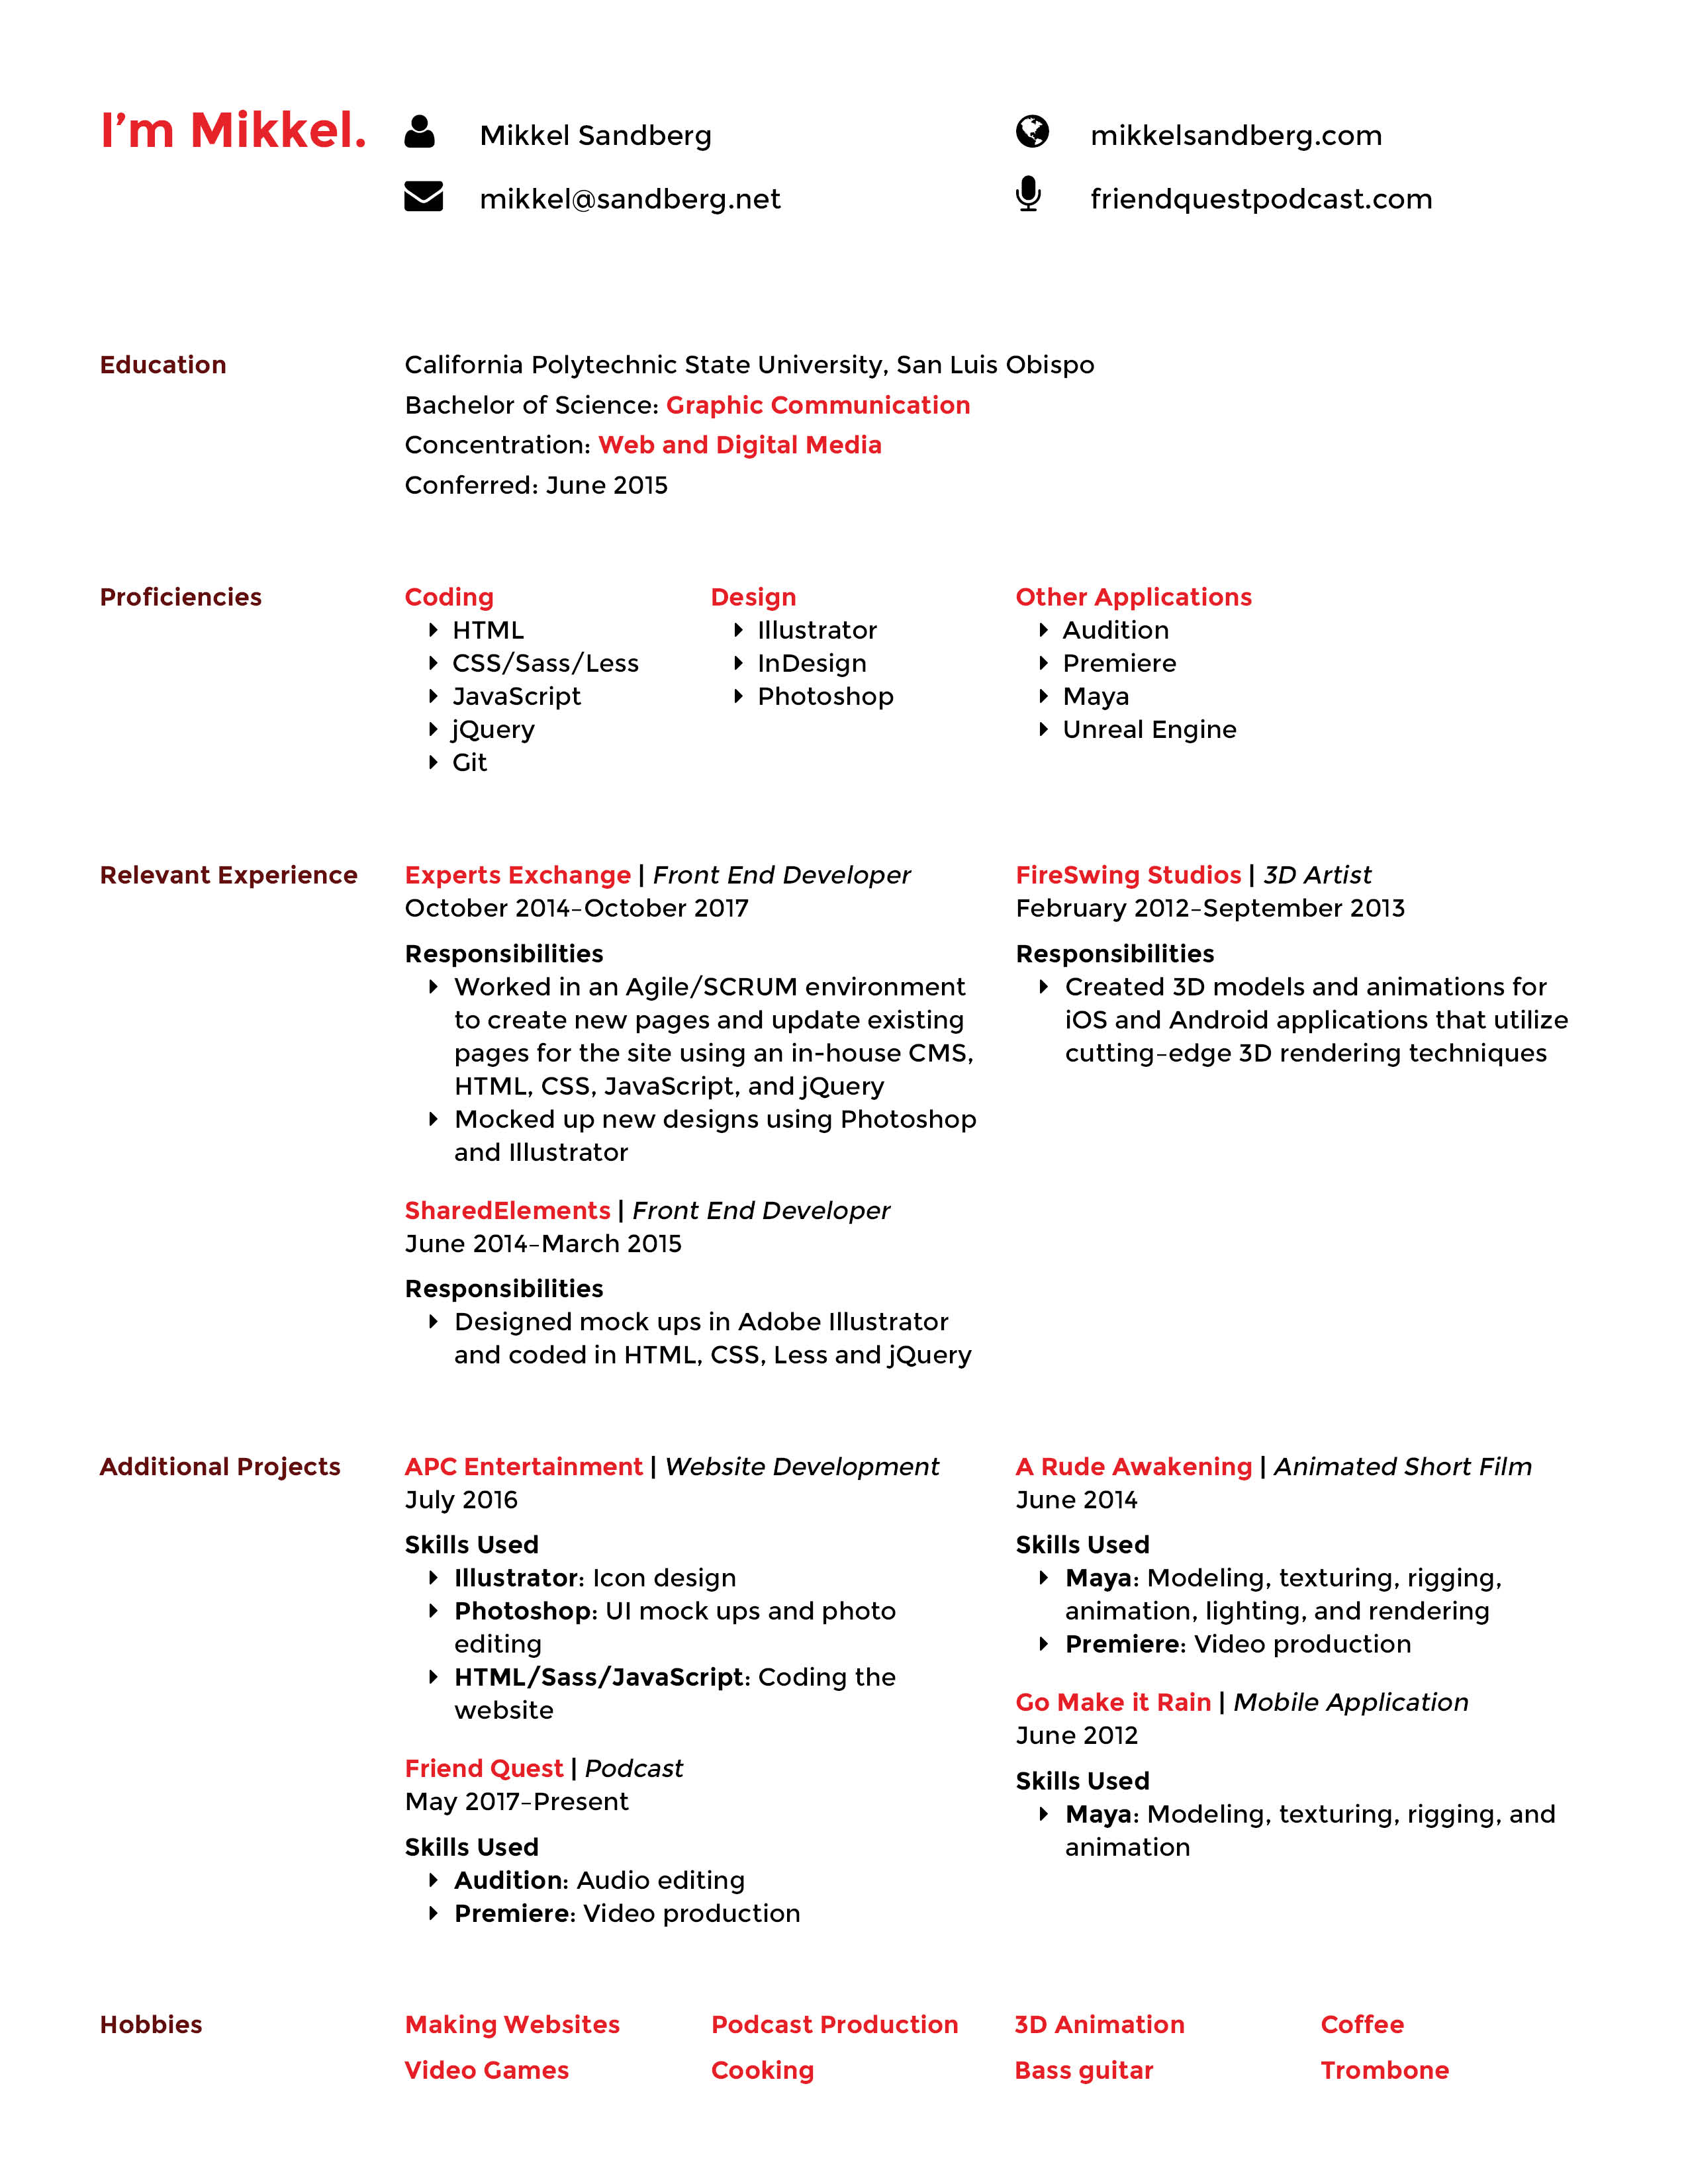 I'm Mikkel.
Mikkel Sandberg
mikkel@sandberg.net
mikkelsandberg.com
friendquestpodcast.com
Education
California Polytechnic State University, San Luis Obispo
Bachelor of Science: Graphic Communication
Concentration: Web and Digital Media
Conferred: June 2015
Proficiencies
Coding
HTML
CSS/Sass/Less
JavaScript
jQuery
Git
Design
Illustrator
InDesign
Photoshop
Other Applications
Audition
Premiere
Maya
Unreal Engine
Relevant Experience
Experts Exchange | Front End Developer
October 2014–October 2017
Responsibilities
Worked in an Agile/SCRUM environment
to create new pages and update existing
pages for the site using an in-house CMS,
HTML, CSS, JavaScript, and jQuery
Mocked up new designs using Photoshop
and Illustrator
SharedElements | Front End Developer
June 2014–March 2015
Responsibilities
Designed mock ups in Adobe Illustrator
and coded in HTML, CSS, Less and jQuery
FireSwing Studios | 3D Artist
February 2012–September 2013
Responsibilities
Created 3D models and animations for
iOS and Android applications that utilize
cutting–edge 3D rendering techniques
Additional Projects
APC Entertainment | Website Development
July 2016
Skills Used
Illustrator: Icon design
Photoshop: UI mock ups and photo
editing
HTML/Sass/JavaScript: Coding the
website
Friend Quest | Podcast
May 2017–Present
Skills Used
Audition: Audio editing
Premiere: Video production
A Rude Awakening | Animated Short Film
June 2014
Skills Used
Maya: Modeling, texturing, rigging,
animation, lighting, and rendering
Premiere: Video production
Go Make it Rain | Mobile Application
June 2012
Skills Used
Maya: Modeling, texturing, rigging, and
animation
Hobbies
Making Websites Podcast Production 3D Animation Coffee
Video Games Cooking Bass guitar Trombone